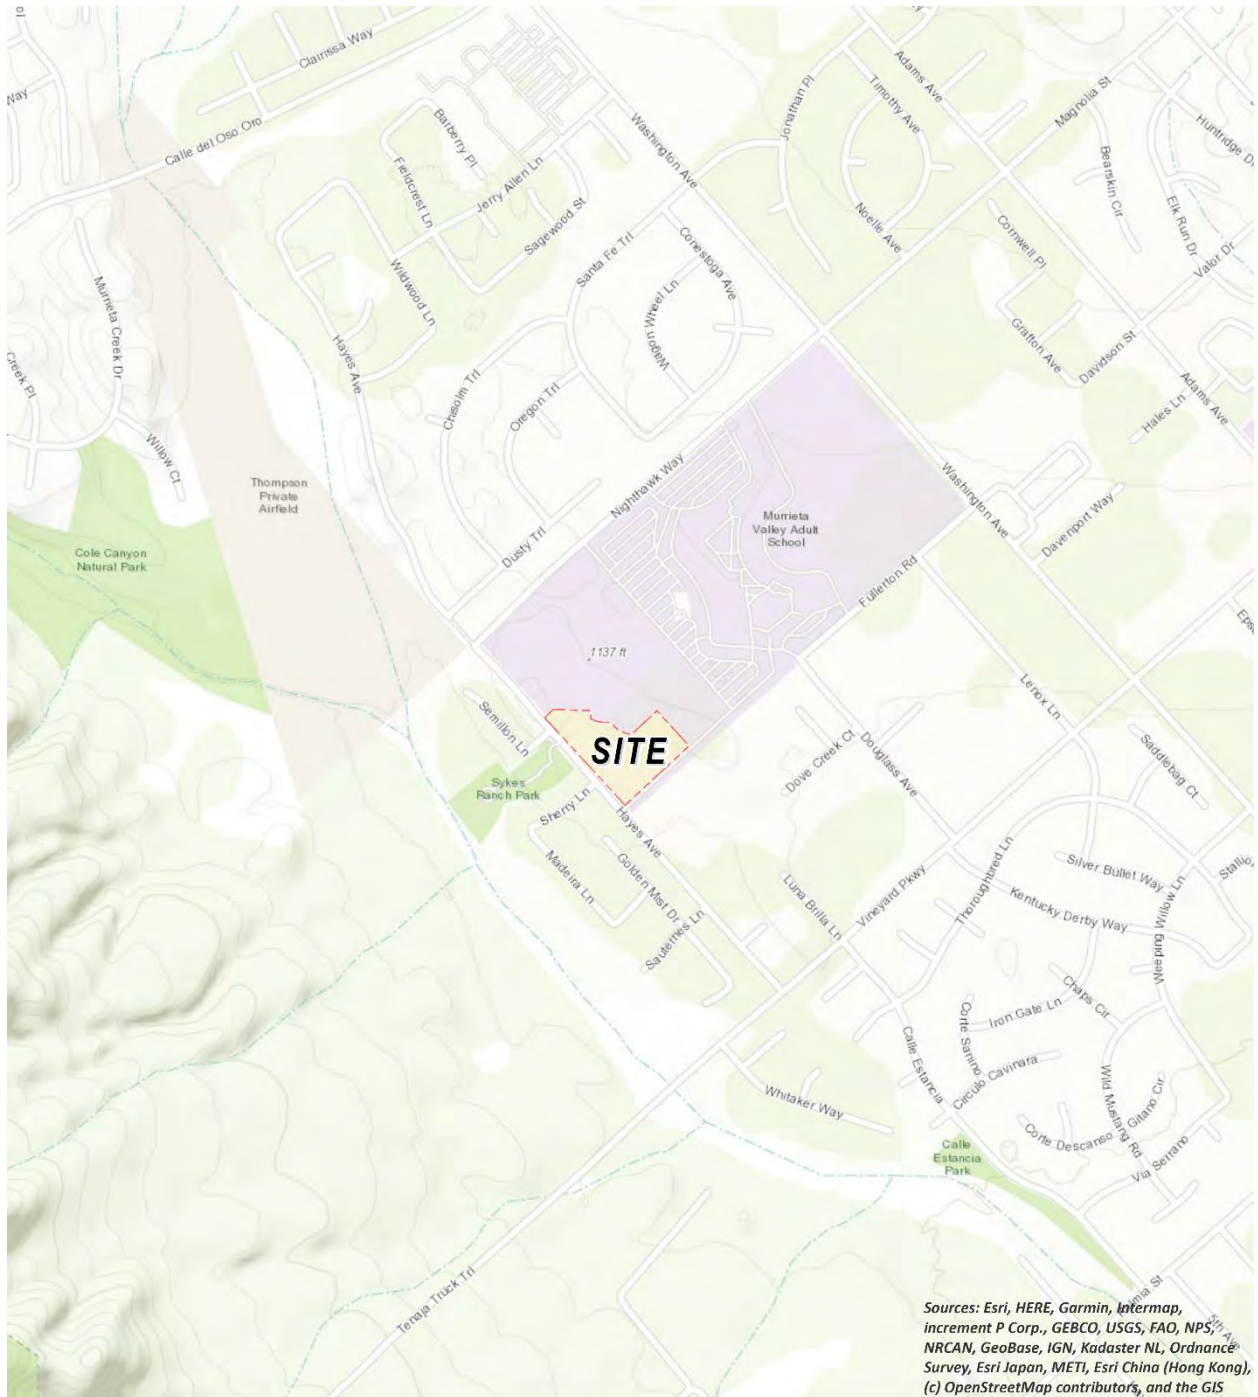 Clairissa Way
Way
Calle del Oso Oro
Barberry Pl
Fieldcrest Ln
Jerry Allen Ln
Sagewood St
Wildwood Ln
Hayes Ave
Washington Ave
Jonathan Pl
Timothy Ave
Adams Ave
Magnolia St
Bearskin Cir
Huntridge Dr
Elk Run Dr
Valor Dr
Noelle Ave
Cornwell Pl
Grafton Ave
Davidson St
Adams Ave
Hales Ln
Santa Fe Trl
Conestoga Ave
Wagon Wheel Ln
Chisolm Trl
Oregon Trl
Murrieta Creek Dr
Creek Pl
Willow Ct
Thompson
Private
Airfield
Cole Canyon
Natural Park
Nighthawk Way
Dusty Trl
Murrieta
Valley Adult
School
Washington Ave
Davenport Way
Fullerton Rd
1137 ft
Lenox Ln
Saddlebag Ct
Semillon Ln
SITE
Sykes
Ranch Park
Sherry Ln
Hayes Ave
Dove Creek Ct
Douglass Ave
Madeira Ln
Golden Mist Dr
Sauternes Ln
Luna Brilla Ln
Vineyard Pkwy
Thoroughbred Ln
Silver Bullet Way
Kentucky Derby Way
Weeping Willow Ln
Chaps Cir
Iron Gate Ln
Corte Sanino
Circulo Cavinara
Calle Estancia
Wild Mustang Rd
Gitano Cir
Corte Descanso
Via Serrano
Whitaker Way
Calle
Estancia
Park
Tenaja Truck Trl
5th Ave
Sources: Esri, HERE, Garmin, Intermap,
increment P Corp., GEBCO, USGS, FAO, NPS,
NRCAN, GeoBase, IGN, Kadaster NL, Ordnance
Survey, Esri Japan, METI, Esri China (Hong Kong),
(c) OpenStreetMap contributors, and the GIS